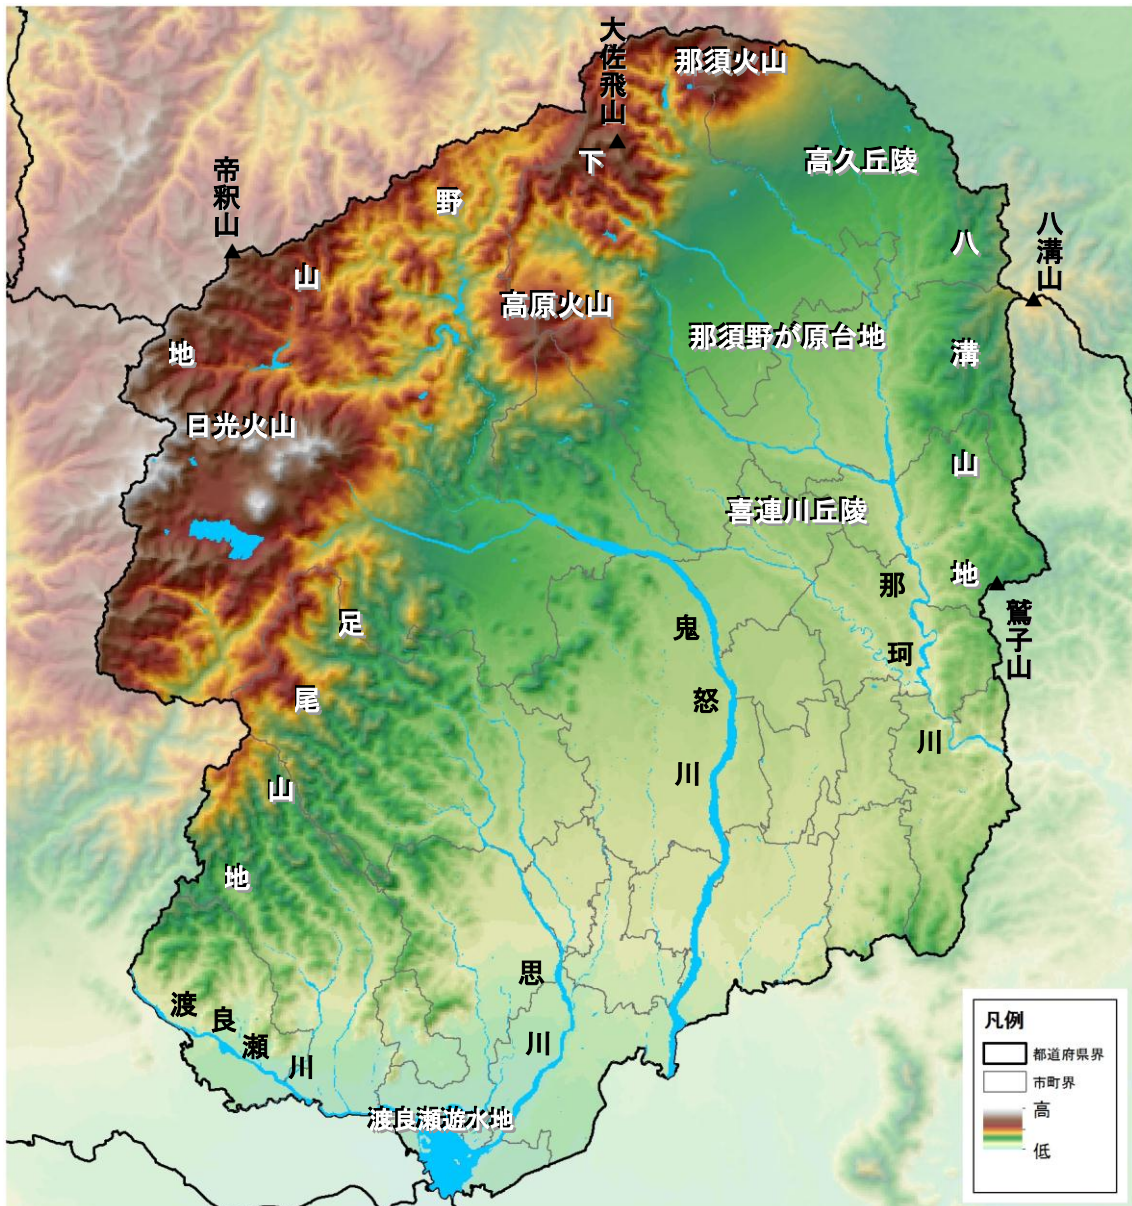 大佐飛山
那須火山
下野山地
高久丘陵
帝釈山
八溝山
八溝山地
高原火山
那須野が原台地
日光火山
喜連川丘陵
那珂川
鷲子山
足尾山地
鬼怒川
思川
渡良瀬川
渡良瀬遊水地
凡例
都道府県界
市町界
高
低